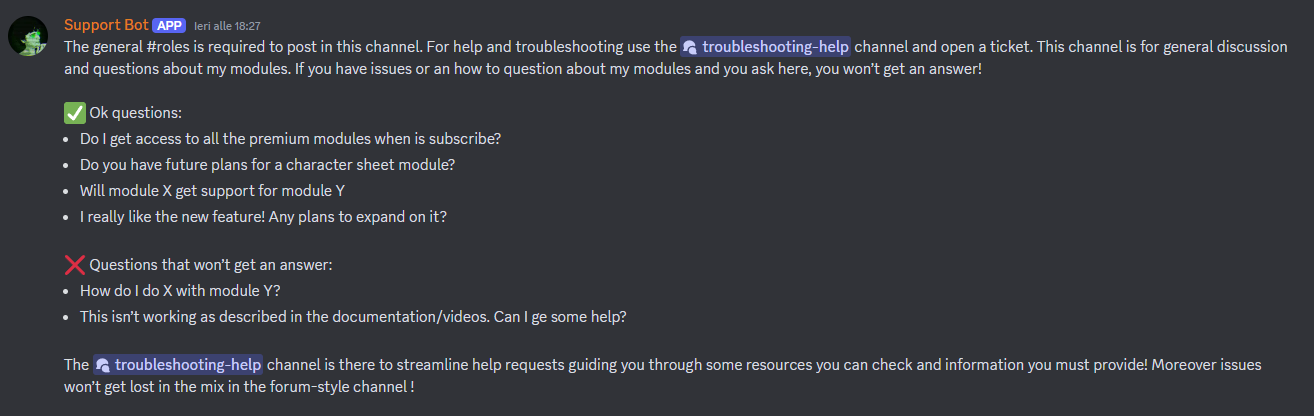 Support Bot APP Ieri alle 18:27
The general #roles is required to post in this channel. For help and troubleshooting use the troubleshooting-help channel and open a ticket. This channel is for general discussion
and questions about my modules. If you have issues or an how to question about my modules and you ask here, you won't get an answer!
Ok questions:
• Do I get access to all the premium modules when is subscribe?
• Do you have future plans for a character sheet module?
• Will module X get support for module Y
• I really like the new feature! Any plans to expand on it?
Questions that won't get an answer:
• How do I do X with module Y?
• This isn't working as described in the documentation/videos. Can I ge some help?
The troubleshooting-help channel is there to streamline help requests guiding you through some resources you can check and information you must provide! Moreover issues
won't get lost in the mix in the forum-style channel !